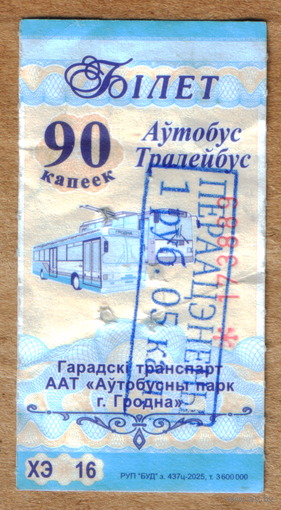 БІЛЕТ
90
капеек
Аўтобус
Тралейбус
ПЕРААЦЭНЕНЫ
1 руб. 05 кап.
Гарадскі транспарт
ААТ «Аўтобусны парк
г. Гродна»
ХЭ 16
РУП "БУД" з. 437ц-2025, т. 3 600 000